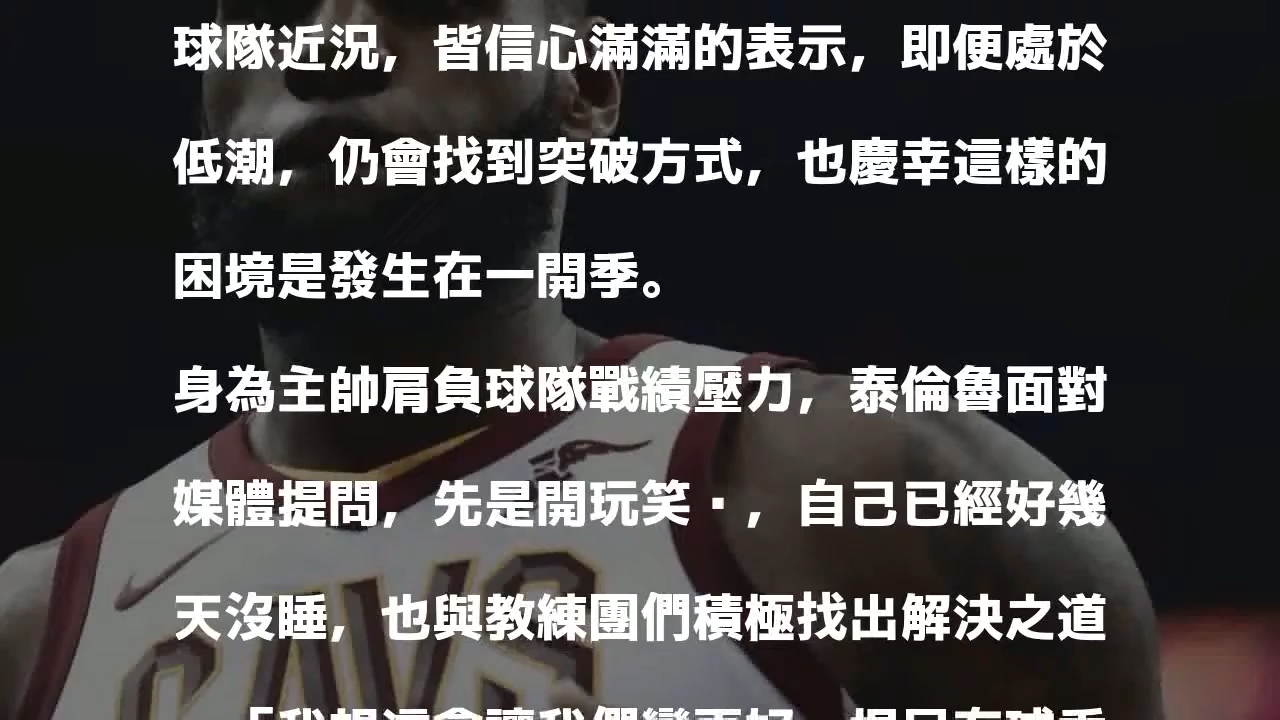 球隊近況，皆信心滿滿的表示，即便處於
低潮，仍會找到突破方式，也慶幸這樣的
困境是發生在一開季。
身為主帥肩負球隊戰績壓力，泰倫魯面對
媒體提問，先是開玩笑·，自己已經好幾
天沒睡，也與教練團們積極找出解決之道
CAVS